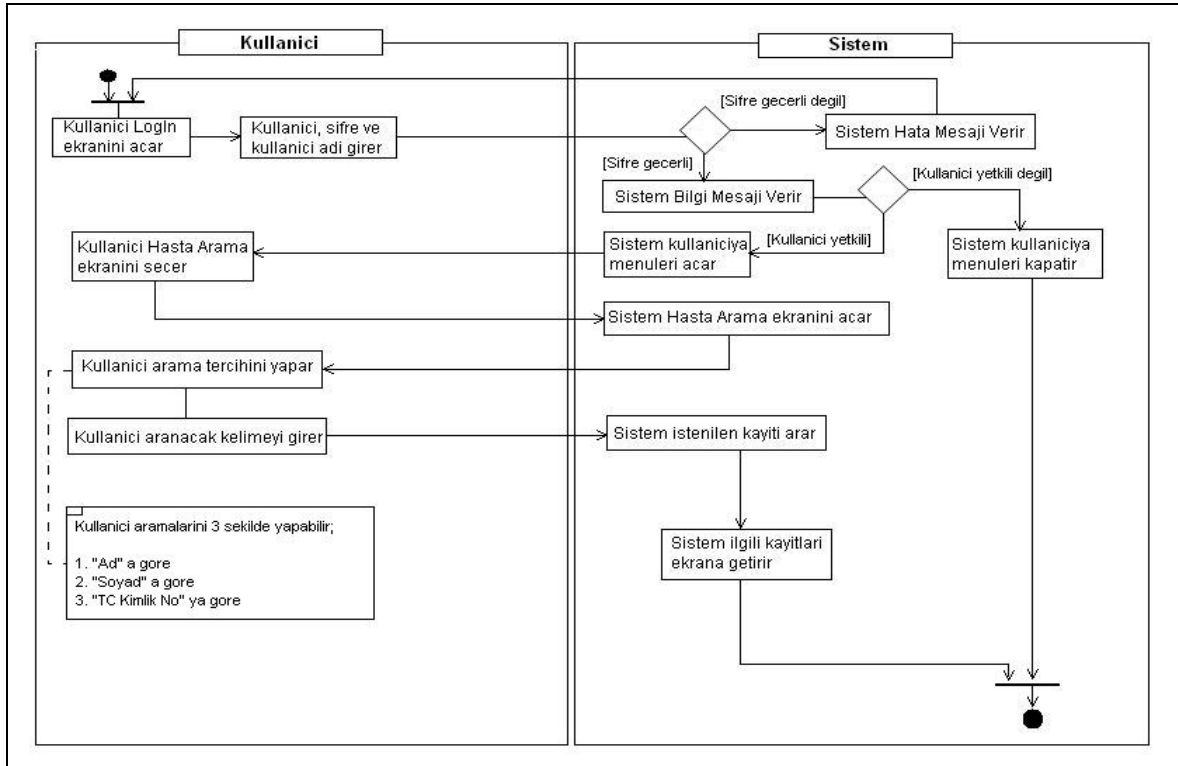 Kullanici
Sistem
[Sifre gecerli degil]
Kullanici LogIn
ekranini acar
Kullanici, sifre ve
kullanici adi girer
Sistem Hata Mesaji Verir
[Sifre gecerli]
[Kullanici yetkili degil]
Sistem Bilgi Mesaji Verir
Kullanici Hasta Arama
ekranini secer
Sistem kullaniciya
menuleri acar
[Kullanici yetkili]
Sistem kullaniciya
menuleri kapatir
Sistem Hasta Arama ekranini acar
Kullanici arama tercihini yapar
Kullanici aranacak kelimeyi girer
Sistem istenilen kayiti arar
Kullanici aramalarini 3 sekilde yapabilir;
1. "Ad" a gore
2. "Soyad" a gore
3. "TC Kimlik No" ya gore
Sistem ilgili kayitlari
ekrana getirir